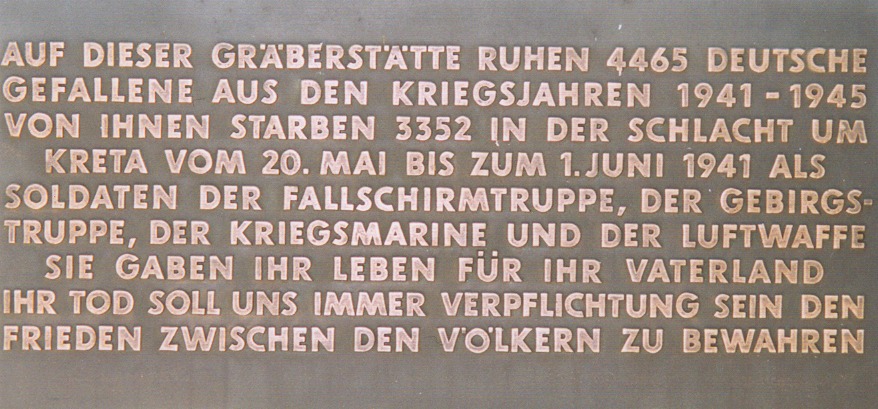 AUF DIESER GRÄBERSTÄTTE RUHEN 4465 DEUTSCHE
GEFALLENE AUS DEN KRIEGSJAHREN 1941-1945
VON IHNEN STARBEN 3352 IN DER SCHLACHT UM
KRETA VOM 20. MAI BIS ZUM 1. JUNI 1941 ALS
SOLDATEN DER FALLSCHIRMTRUPPE, DER GEBIRGS-
TRUPPE, DER KRIEGSMARINE UND DER LUFTWAFFE
SIE GABEN IHR LEBEN FÜR IHR VATERLAND
IHR TOD SOLL UNS IMMER VERPFLICHTUNG SEIN DEN
FRIEDEN ZWISCHEN DEN VÖLKERN ZU BEWAHREN